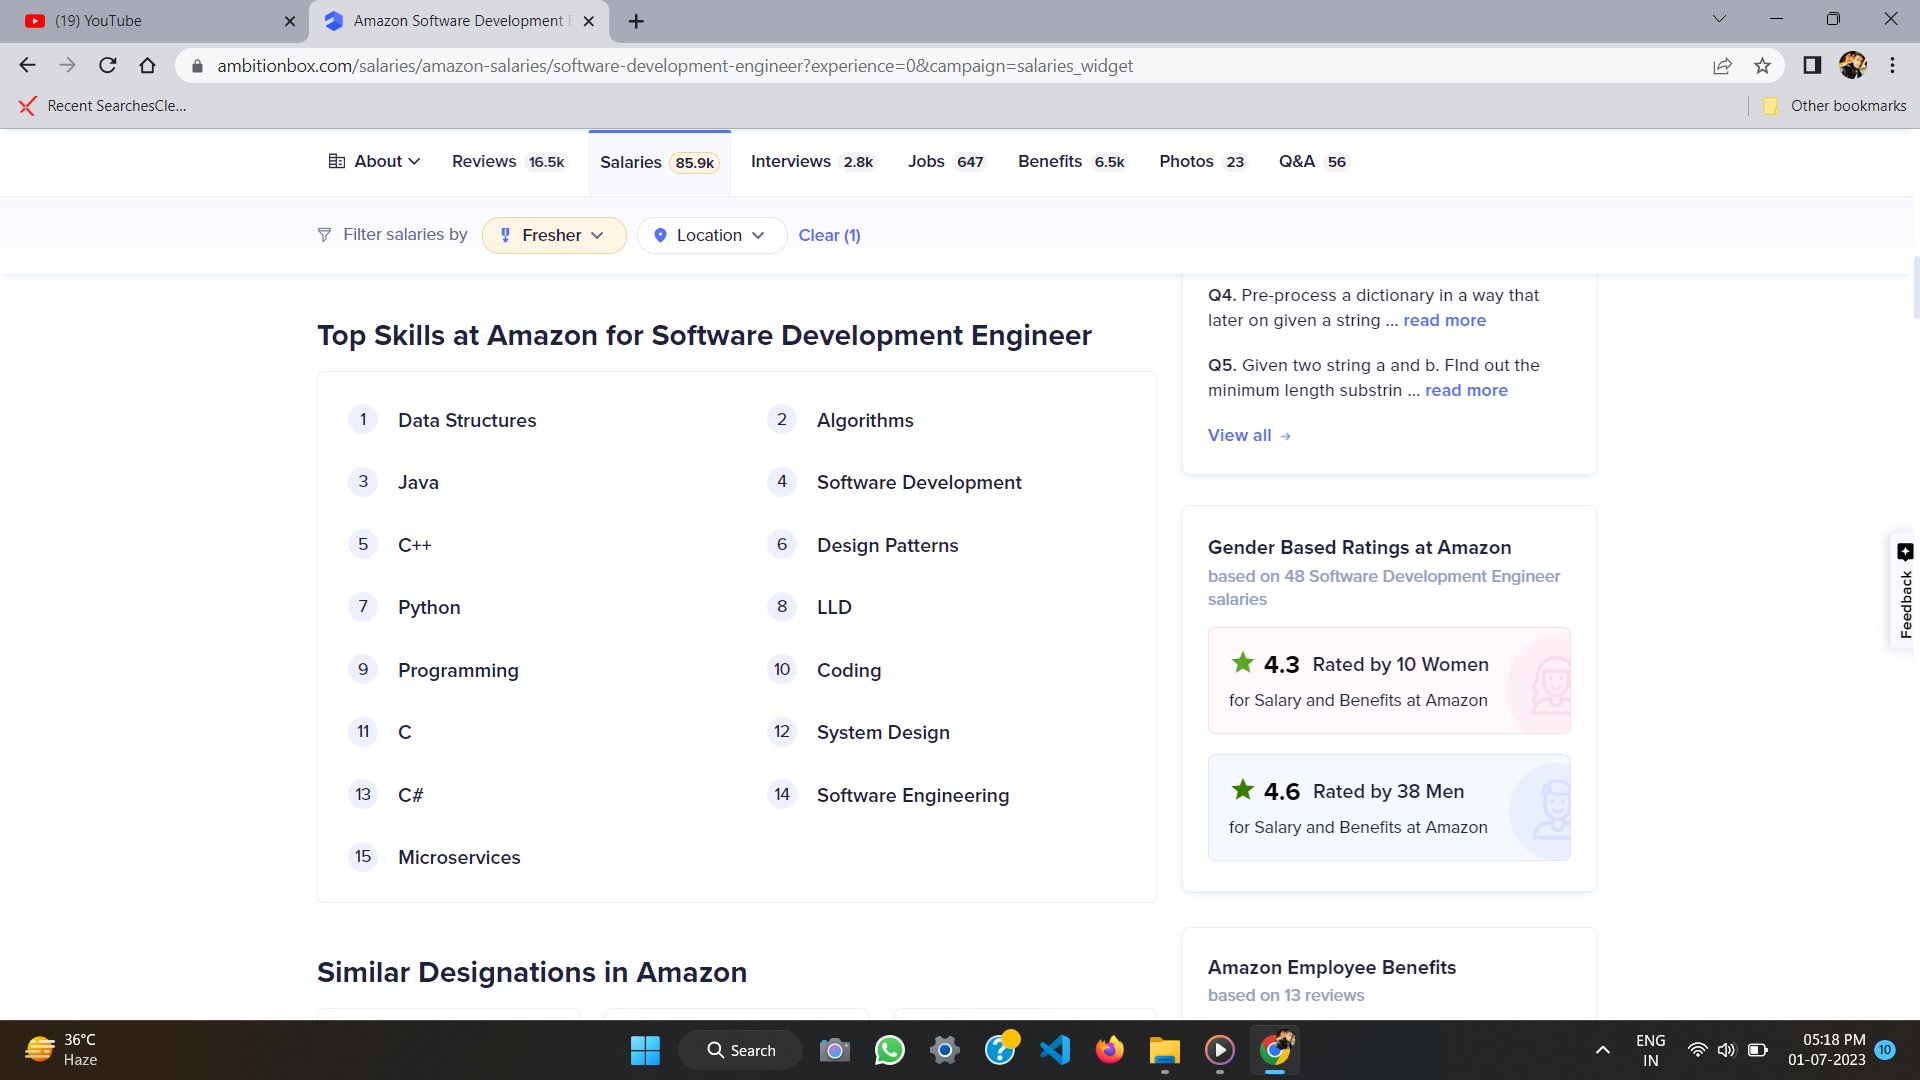 (19) YouTube
Amazon Software Development E
ambitionbox.com/salaries/amazon-salaries/software-development-engineer?experience=0&campaign=salaries_widget
Recent SearchesCle...
Other bookmarks
About
Reviews 16.5k
Salaries 85.9k
Interviews 2.8k
Jobs 647
Benefits 6.5k
Photos 23
Q&A 56
Filter salaries by
Fresher
Location
Clear (1)
Top Skills at Amazon for Software Development Engineer
1 Data Structures
2 Algorithms
3 Java
4 Software Development
5 C++
6 Design Patterns
7 Python
8 LLD
9 Programming
10 Coding
11 C
12 System Design
13 C#
14 Software Engineering
15 Microservices
Similar Designations in Amazon
Q4. Pre-process a dictionary in a way that
later on given a string ... read more
Q5. Given two string a and b. FInd out the
minimum length substrin ... read more
View all
Gender Based Ratings at Amazon
based on 48 Software Development Engineer
salaries
4.3 Rated by 10 Women
for Salary and Benefits at Amazon
4.6 Rated by 38 Men
for Salary and Benefits at Amazon
Amazon Employee Benefits
based on 13 reviews
Feedback
36°C
Haze
Search
ENG
IN
05:18 PM
01-07-2023
10